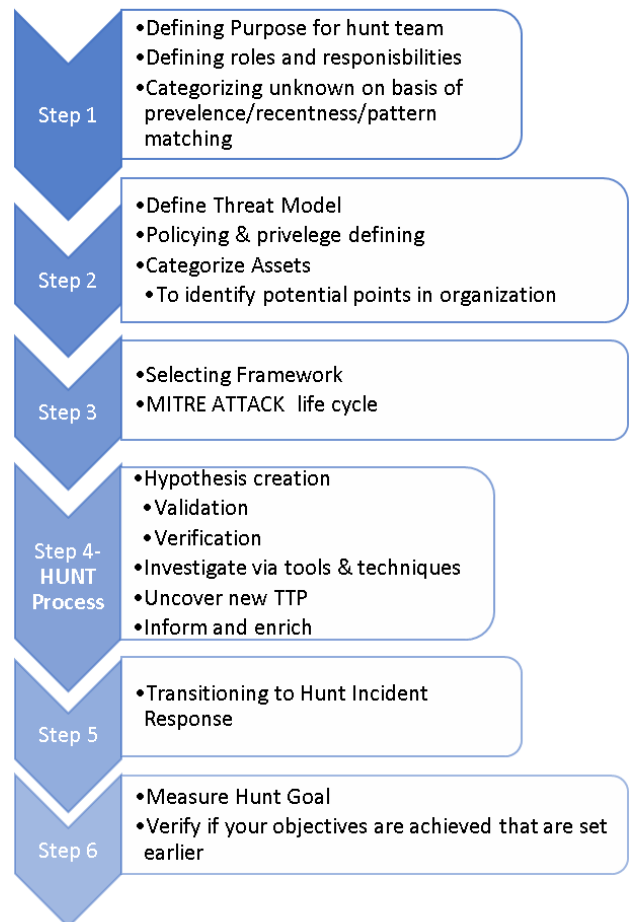 Step 1
•Defining Purpose for hunt team
•Defining roles and responisbilities
•Categorizing unknown on basis of
prevelence/recentness/pattern
matching
Step 2
•Define Threat Model
•Policying & privelege defining
•Categorize Assets
•To identify potential points in organization
Step 3
•Selecting Framework
•MITRE ATTACK life cycle
Step 4-
HUNT
Process
•Hypothesis creation
•Validation
•Verification
•Investigate via tools & techniques
•Uncover new TTP
•Inform and enrich
Step 5
•Transitioning to Hunt Incident
Response
Step 6
•Measure Hunt Goal
•Verify if your objectives are achieved that are set
earlier